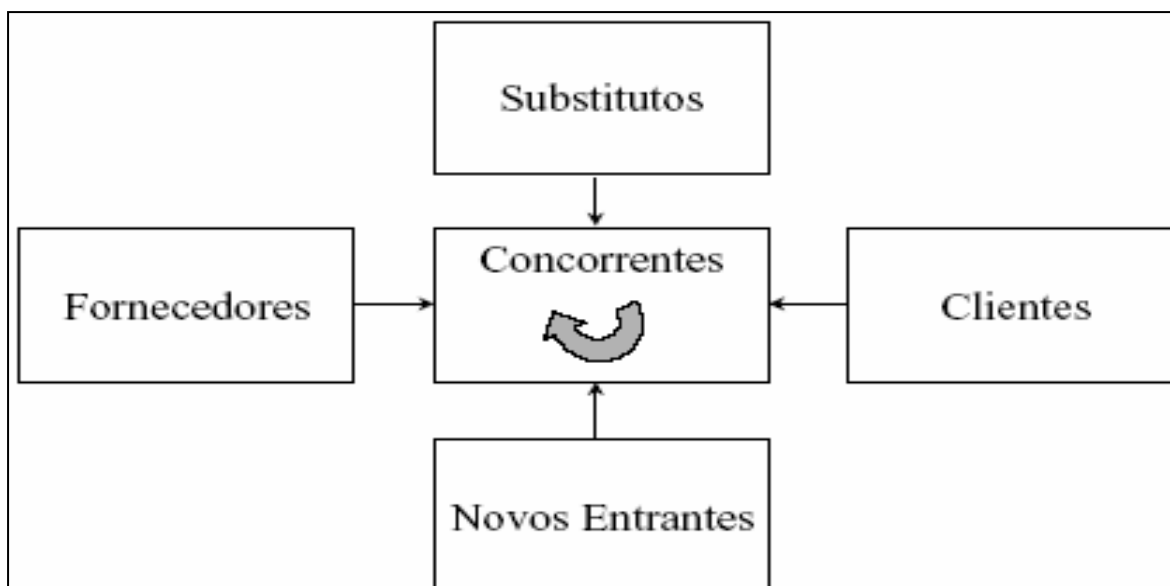 Substitutos
Fornecedores
Concorrentes
Clientes
Novos Entrantes